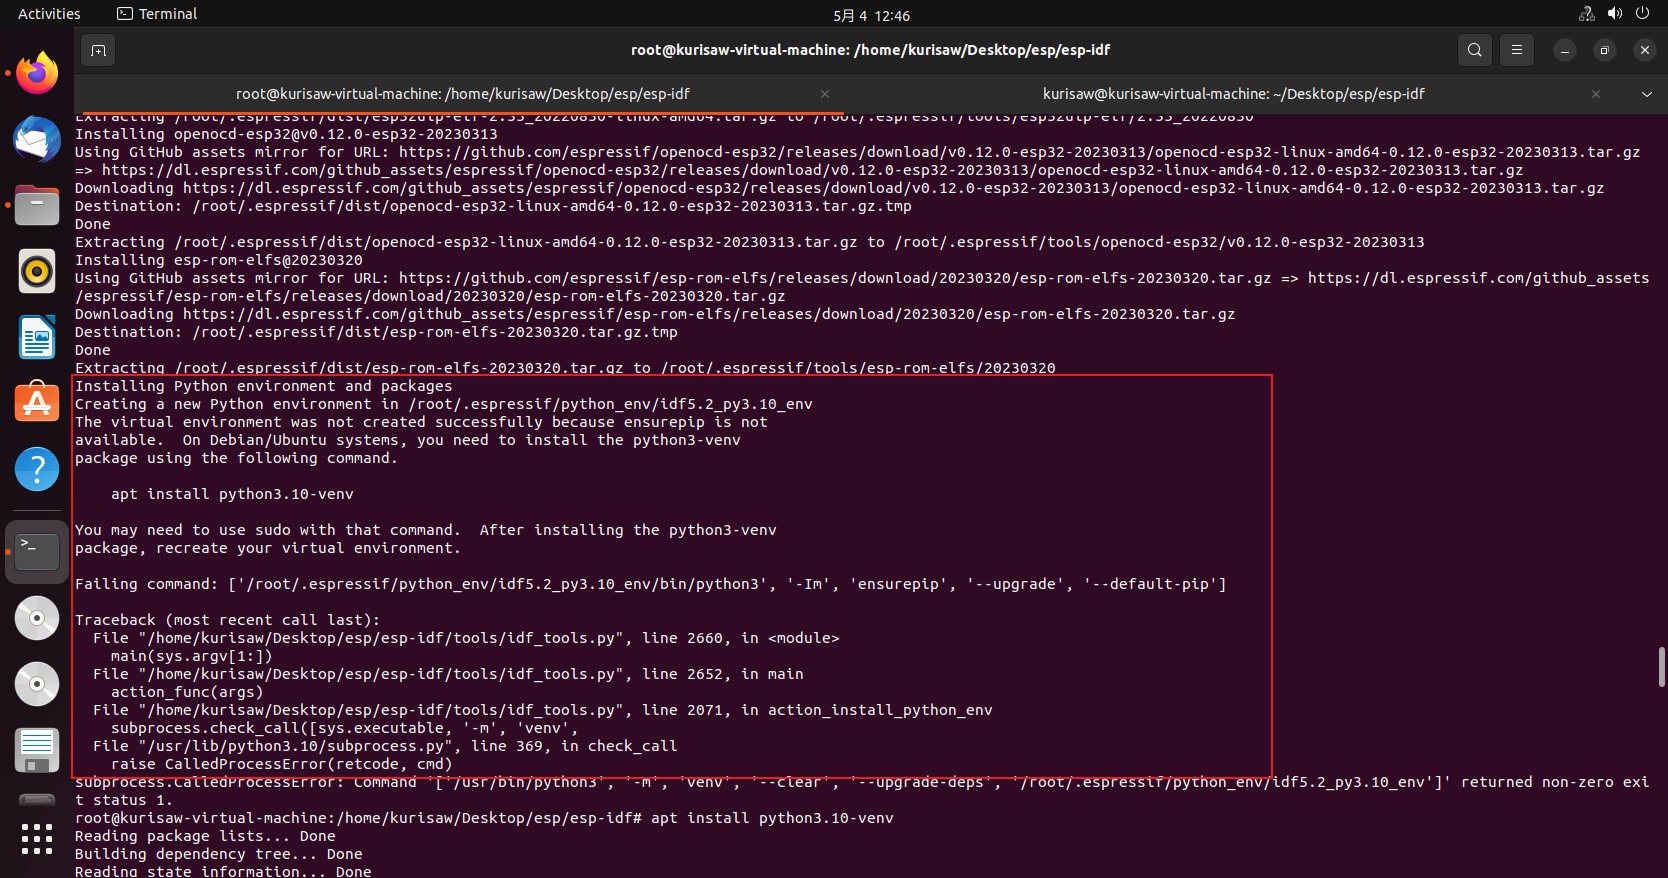 Activities
Terminal
5月 4 12:46
root@kurisaw-virtual-machine: /home/kurisaw/Desktop/esp/esp-idf
root@kurisaw-virtual-machine: /home/kurisaw/Desktop/esp/esp-idf
kurisaw@kurisaw-virtual-machine: ~/Desktop/esp/esp-idf
Extracting /root/.espressif/dist/esp32ulp-elf-2.35_20220830-linux-amd64.tar.gz to /root/.espressif/tools/esp32ulp-elf/2.35_20220830
Installing openocd-esp32@v0.12.0-esp32-20230313
Using GitHub assets mirror for URL: https://github.com/espressif/openocd-esp32/releases/download/v0.12.0-esp32-20230313/openocd-esp32-linux-amd64-0.12.0-esp32-20230313.tar.gz
=> https://dl.espressif.com/github_assets/espressif/openocd-esp32/releases/download/v0.12.0-esp32-20230313/openocd-esp32-linux-amd64-0.12.0-esp32-20230313.tar.gz
Downloading https://dl.espressif.com/github_assets/espressif/openocd-esp32/releases/download/v0.12.0-esp32-20230313/openocd-esp32-linux-amd64-0.12.0-esp32-20230313.tar.gz
Destination: /root/.espressif/dist/openocd-esp32-linux-amd64-0.12.0-esp32-20230313.tar.gz.tmp
Done
Extracting /root/.espressif/dist/openocd-esp32-linux-amd64-0.12.0-esp32-20230313.tar.gz to /root/.espressif/tools/openocd-esp32/v0.12.0-esp32-20230313
Installing esp-rom-elfs@20230320
Using GitHub assets mirror for URL: https://github.com/espressif/esp-rom-elfs/releases/download/20230320/esp-rom-elfs-20230320.tar.gz => https://dl.espressif.com/github_assets
/espressif/esp-rom-elfs/releases/download/20230320/esp-rom-elfs-20230320.tar.gz
Downloading https://dl.espressif.com/github_assets/espressif/esp-rom-elfs/releases/download/20230320/esp-rom-elfs-20230320.tar.gz
Destination: /root/.espressif/dist/esp-rom-elfs-20230320.tar.gz.tmp
Done
Extracting /root/.espressif/dist/esp-rom-elfs-20230320.tar.gz to /root/.espressif/tools/esp-rom-elfs/20230320
Installing Python environment and packages
Creating a new Python environment in /root/.espressif/python_env/idf5.2_py3.10_env
The virtual environment was not created successfully because ensurepip is not
available.  On Debian/Ubuntu systems, you need to install the python3-venv
package using the following command.
apt install python3.10-venv
You may need to use sudo with that command.  After installing the python3-venv
package, recreate your virtual environment.
Failing command: ['/root/.espressif/python_env/idf5.2_py3.10_env/bin/python3', '-Im', 'ensurepip', '--upgrade', '--default-pip']
Traceback (most recent call last):
File "/home/kurisaw/Desktop/esp/esp-idf/tools/idf_tools.py", line 2660, in <module>
main(sys.argv[1:])
File "/home/kurisaw/Desktop/esp/esp-idf/tools/idf_tools.py", line 2652, in main
action_func(args)
File "/home/kurisaw/Desktop/esp/esp-idf/tools/idf_tools.py", line 2071, in action_install_python_env
subprocess.check_call([sys.executable, '-m', 'venv',
File "/usr/lib/python3.10/subprocess.py", line 369, in check_call
raise CalledProcessError(retcode, cmd)
subprocess.CalledProcessError: Command '['/usr/bin/python3', '-m', 'venv', '--clear', '--upgrade-deps', '/root/.espressif/python_env/idf5.2_py3.10_env']' returned non-zero exi
t status 1.
root@kurisaw-virtual-machine:/home/kurisaw/Desktop/esp/esp-idf# apt install python3.10-venv
Reading package lists... Done
Building dependency tree... Done
Reading state information... Done